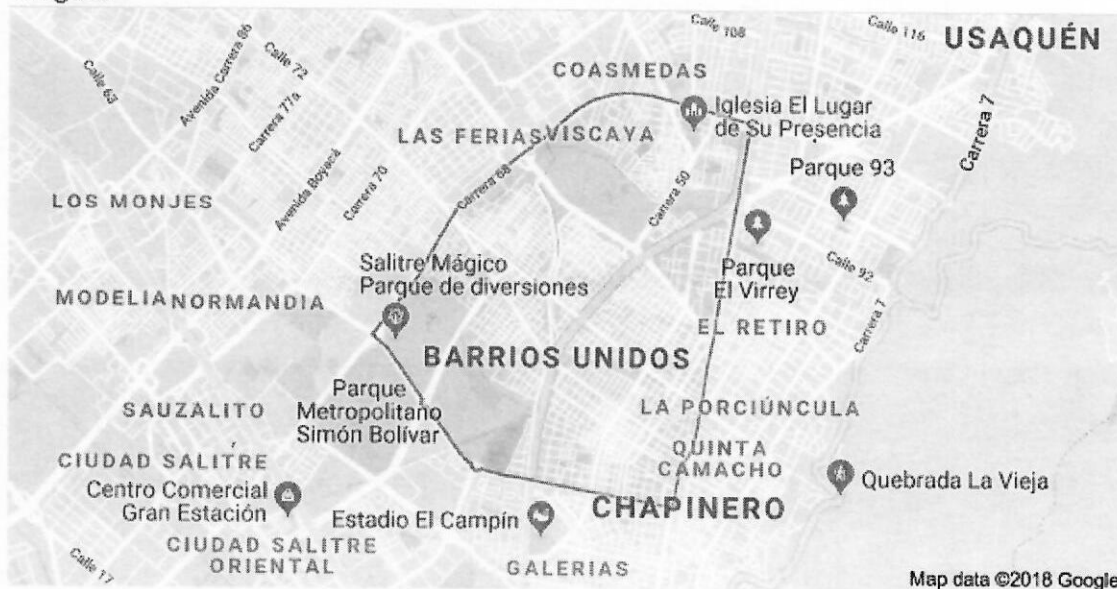 Calle 116
USAQUÉN
Calle 108
Avenida Carrera 86
Calle 72
Calle 63
COASMEDAS
Carrera 77a
Iglesia El Lugar
de Su Presencia
LAS FERIAS
VISCAYA
Carrera 7
Parque 93
Avenida Boyacá
Carrera 70
Carrera 68
Carrera 50
LOS MONJES
Salitre Mágico
Parque de diversiones
Parque
El Virrey
Calle 92
MODELIA
NORMANDIA
EL RETIRO
Carrera 7
BARRIOS UNIDOS
Parque
Metropolitano
Simón Bolívar
SAUZALITO
LA PORCIÚNCULA
CIUDAD SALITRE
QUINTA
CAMACHO
Centro Comercial
Gran Estación
Quebrada La Vieja
CHAPINERO
Estadio El Campín
CIUDAD SALITRE
ORIENTAL
GALERIAS
Calle 17
Map data ©2018 Google